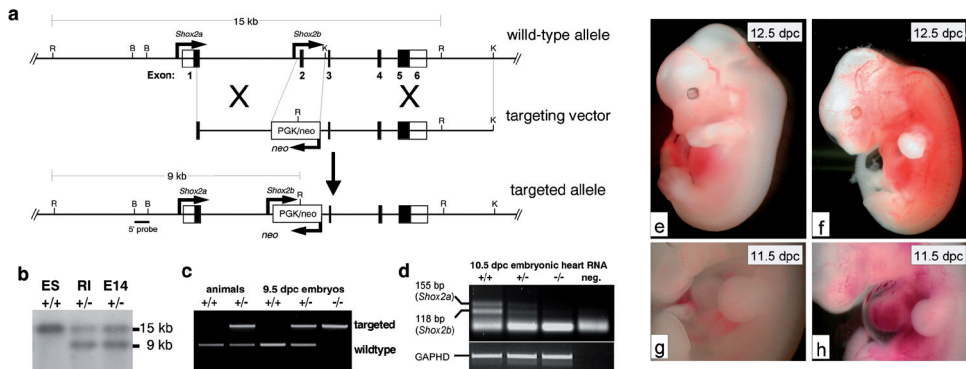 a
15 kb
R B B Shox2a Shox2b K R K
willd-type allele
Exon: 1 2 3 4 5 6
X X
R R K
PGK/neo
targeting vector
neo
9 kb
R B B Shox2a Shox2b R
PGK/neo
targeted allele
5' probe
neo
b
ES RI E14
+/+ +/- +/-
15 kb
9 kb
c
animals 9.5 dpc embryos
+/+ +/- +/+ +/- -/-
targeted
wildtype
d
10.5 dpc embryonic heart RNA
+/+ +/- -/- neg.
155 bp
(Shox2a)
118 bp
(Shox2b)
GAPHD
12.5 dpc
e
12.5 dpc
f
11.5 dpc
g
11.5 dpc
h